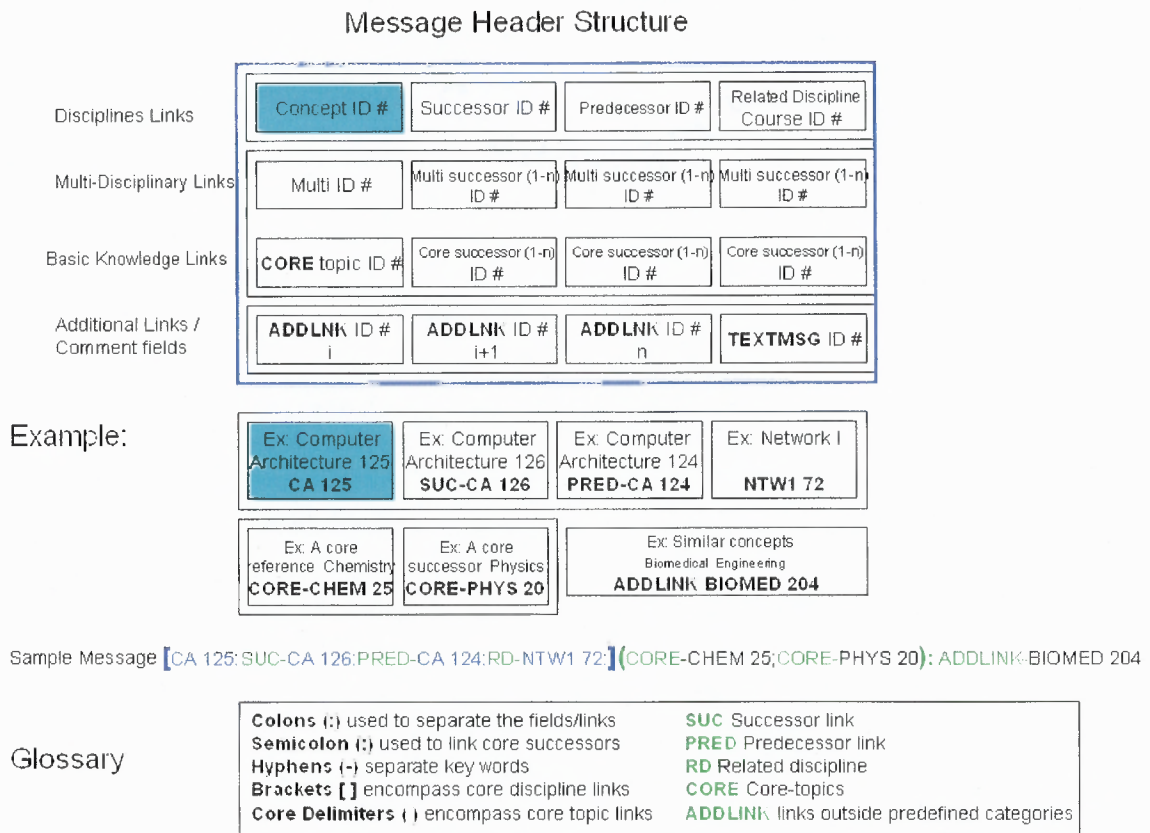 Message Header Structure
Disciplines Links
Concept ID #
Successor ID #
Predecessor ID #
Related Discipline
Course ID #
Multi-Disciplinary Links
Multi ID #
Multi successor (1-n)
ID #
Multi successor (1-n)
ID #
Multi successor (1-n)
ID #
Basic Knowledge Links
CORE topic ID #
Core successor (1-n)
ID #
Core successor (1-n)
ID #
Core successor (1-n)
ID #
Additional Links /
Comment fields
ADDLNK ID #
i
ADDLNK ID #
i+1
ADDLNK ID #
n
TEXTMSG ID #
Example:
Ex: Computer
Architecture 125
CA 125
Ex: Computer
Architecture 126
SUC-CA 126
Ex: Computer
Architecture 124
PRED-CA 124
Ex: Network I
NTW1 72
Ex: A core
reference Chemistry
CORE-CHEM 25
Ex: A core
successor Physics
CORE-PHYS 20
Ex: Similar concepts
Biomedical Engineering
ADDLINK BIOMED 204
Sample Message [CA 125:SUC-CA 126:PRED-CA 124:RD-NTW1 72:](CORE-CHEM 25;CORE-PHYS 20): ADDLINK-BIOMED 204
Glossary
Colons (:) used to separate the fields/links
Semicolon (:) used to link core successors
Hyphens (-) separate key words
Brackets [ ] encompass core discipline links
Core Delimiters ( ) encompass core topic links
SUC Successor link
PRED Predecessor link
RD Related discipline
CORE Core-topics
ADDLINK links outside predefined categories